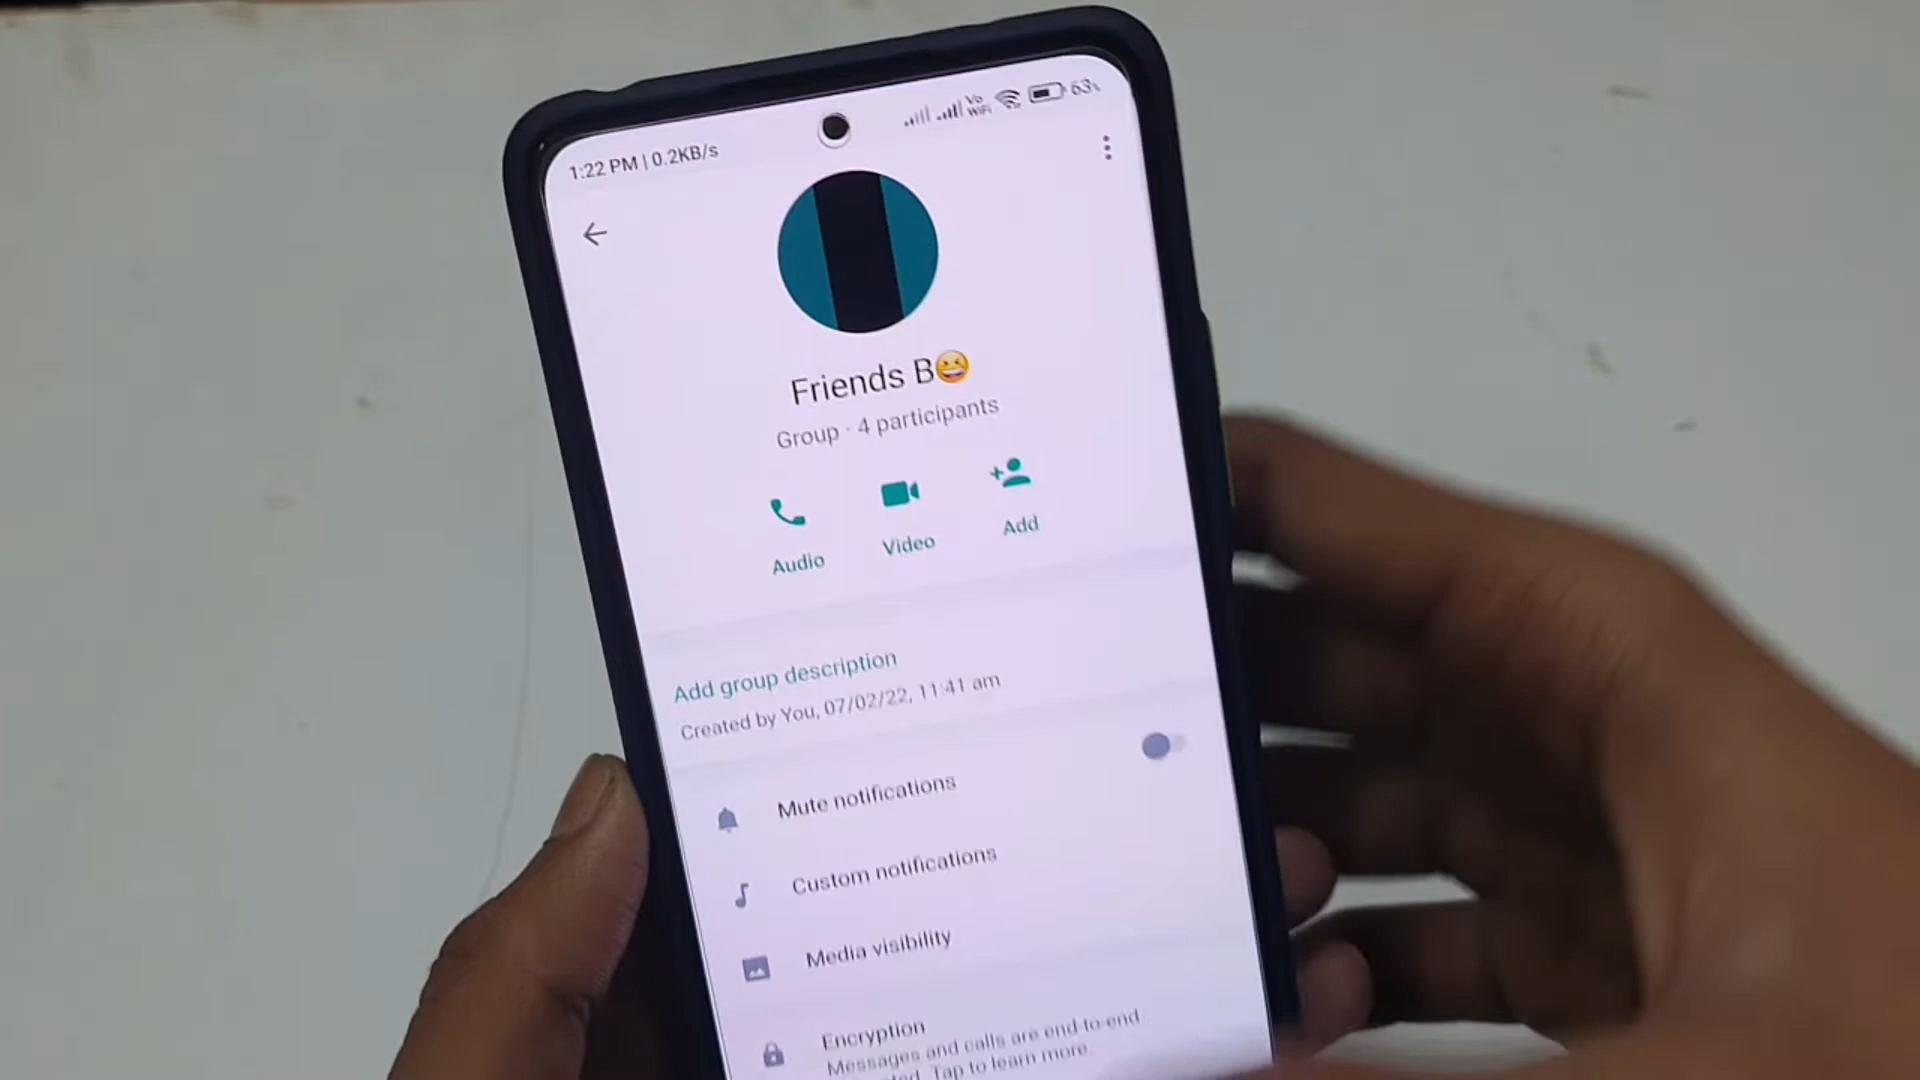 1:22 PM | 0.2KB/s
Vo
WiFi
63%
Friends B😆
Group · 4 participants
Audio
Video
Add
Add group description
Created by You, 07/02/22, 11:41 am
Mute notifications
Custom notifications
Media visibility
Encryption
Messages and calls are end-to-end
Tap to learn more.